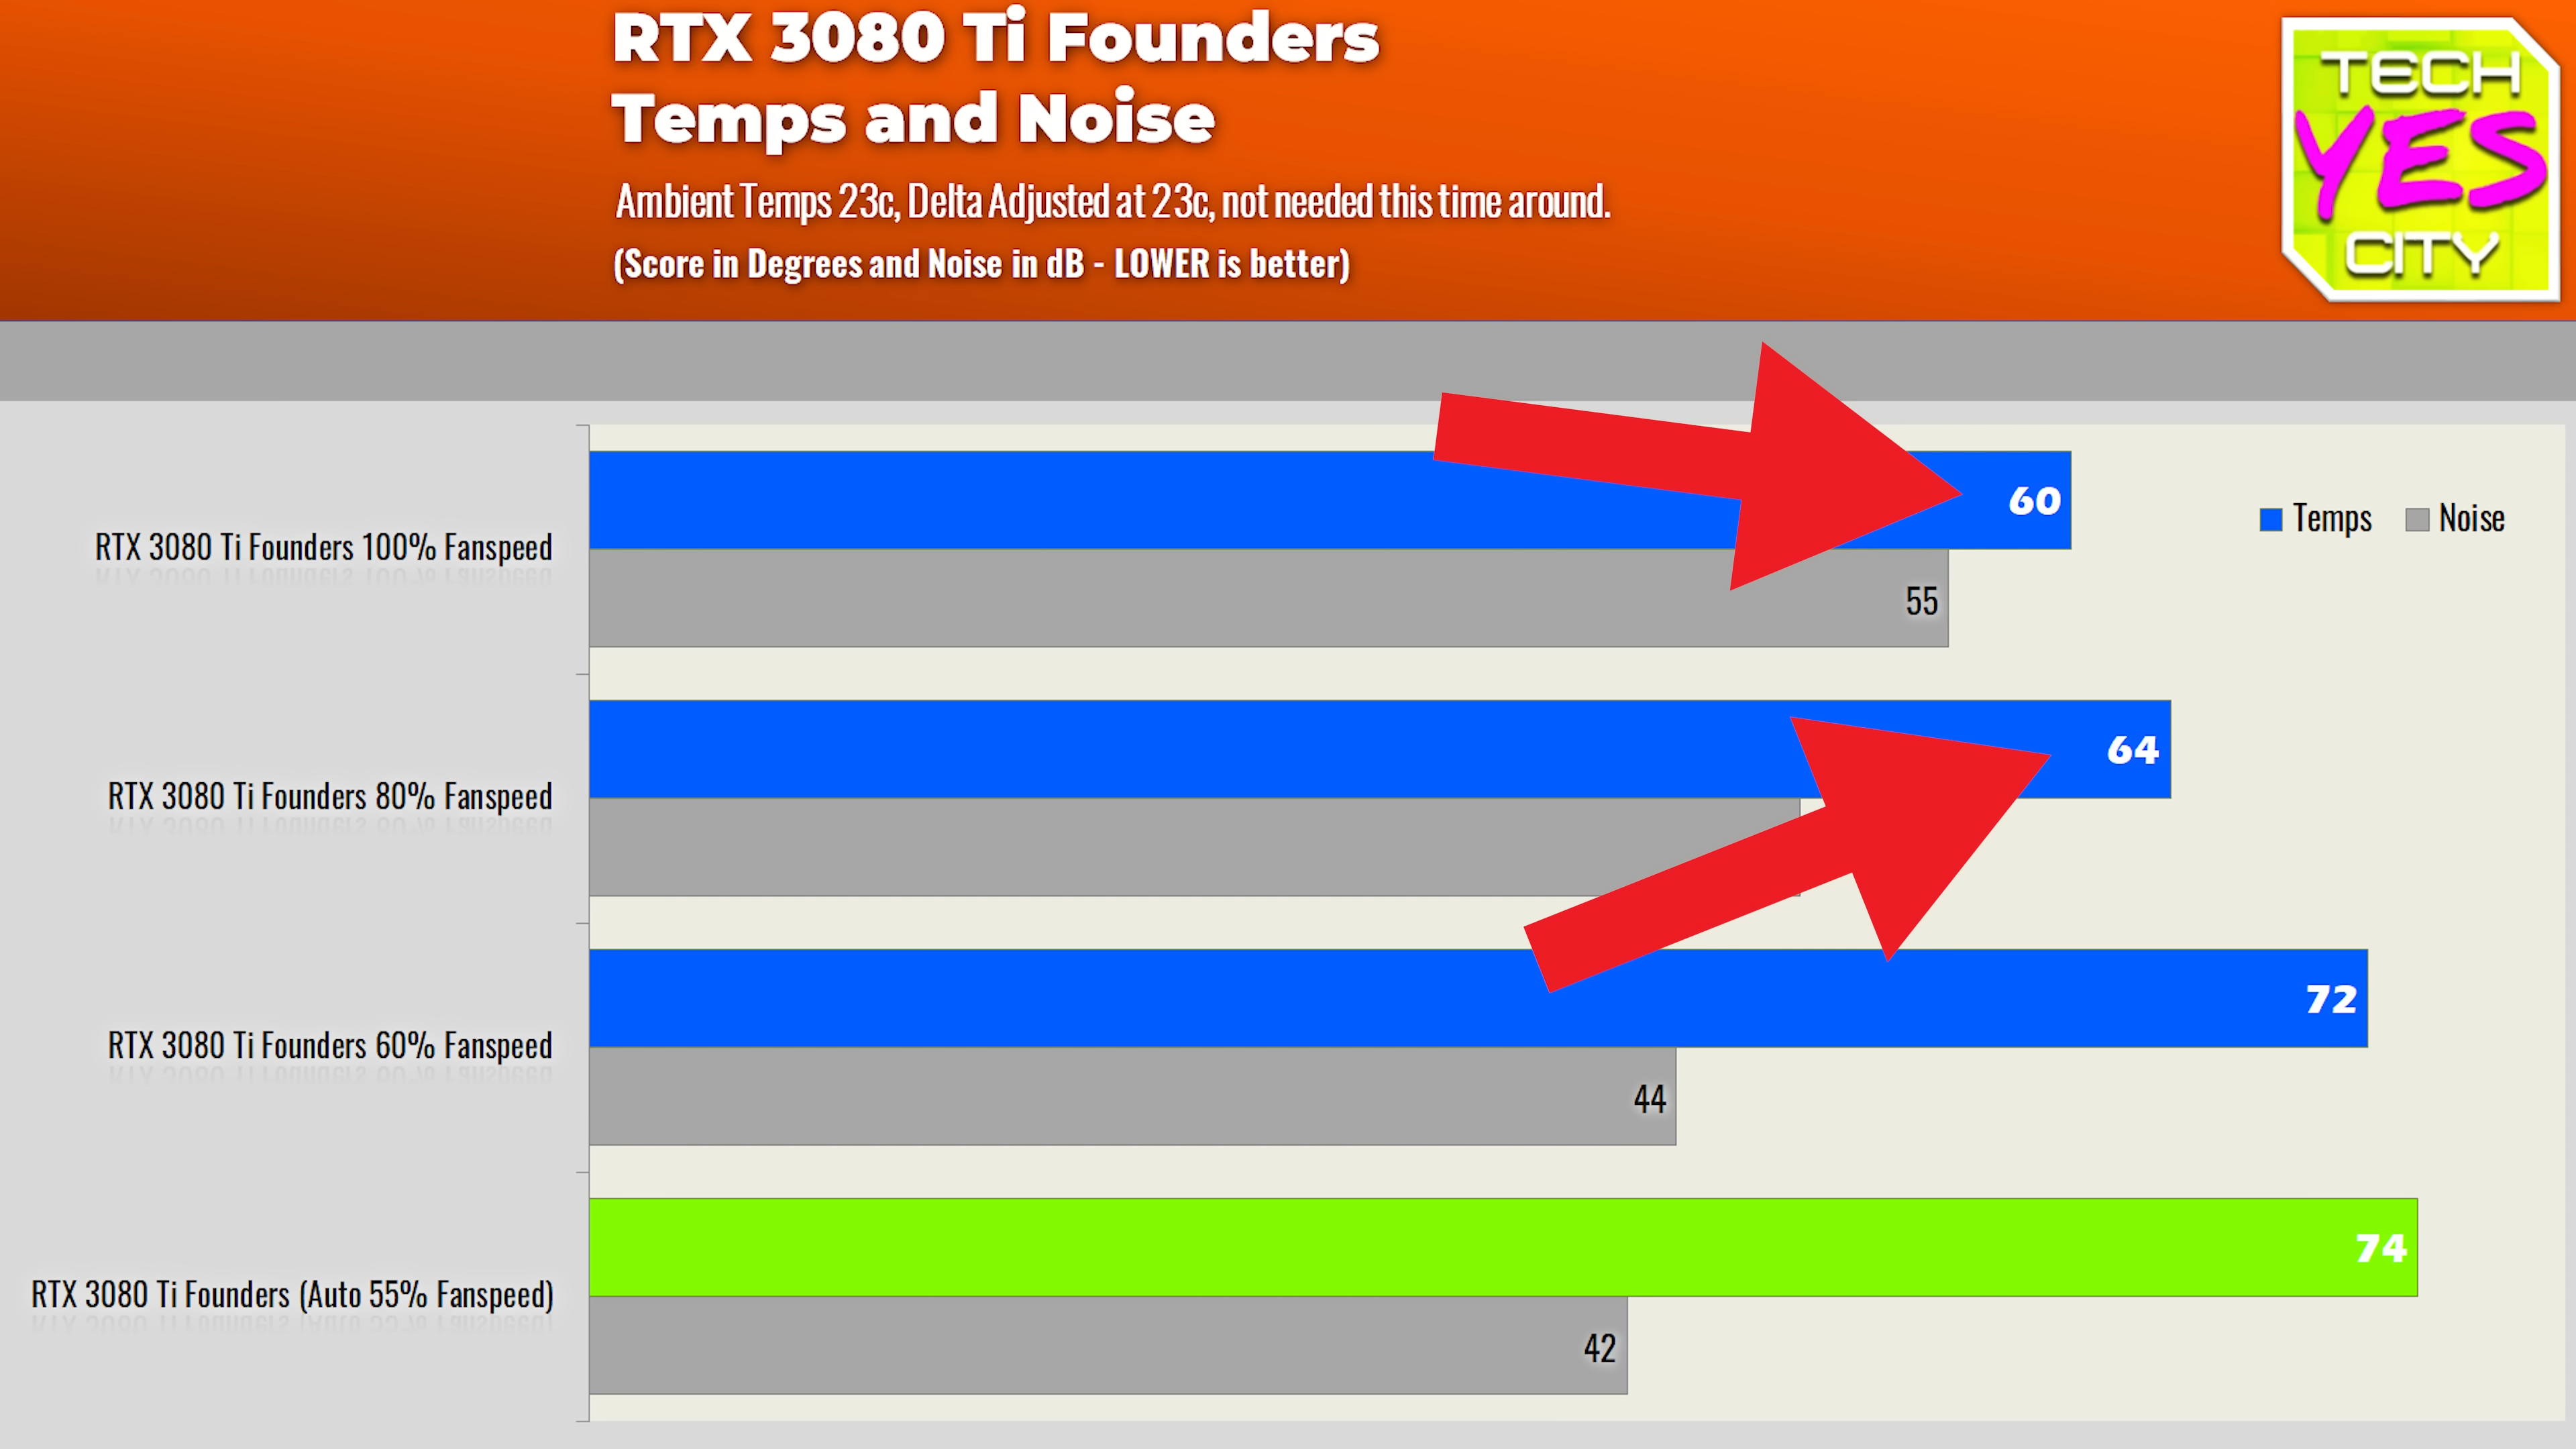 RTX 3080 Ti Founders
Temps and Noise
Ambient Temps 23c, Delta Adjusted at 23c, not needed this time around.
(Score in Degrees and Noise in dB - LOWER is better)
TECH
YES
CITY
RTX 3080 Ti Founders 100% Fanspeed
60
55
Temps
Noise
RTX 3080 Ti Founders 80% Fanspeed
64
RTX 3080 Ti Founders 60% Fanspeed
72
44
RTX 3080 Ti Founders (Auto 55% Fanspeed)
74
42